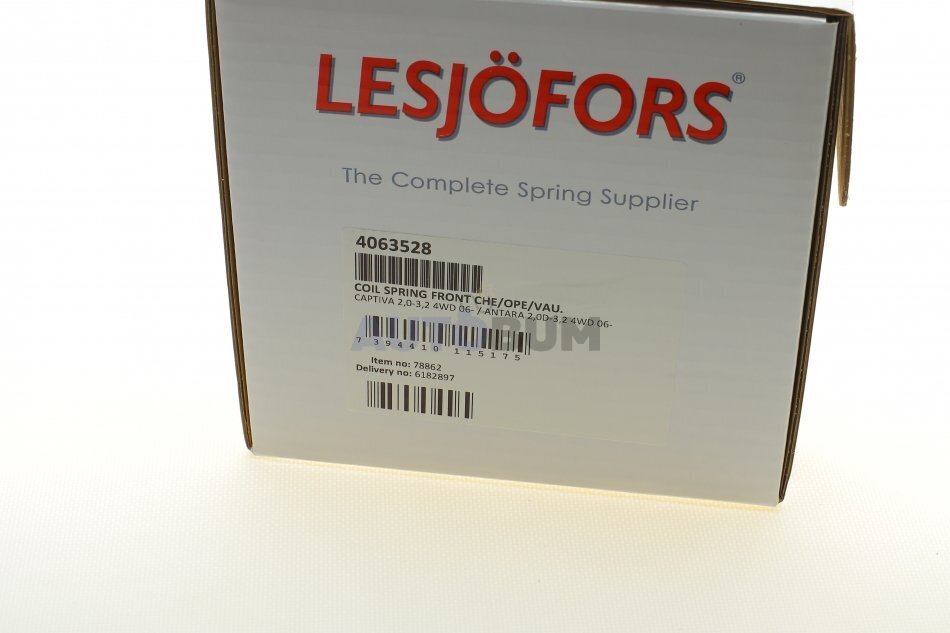 LESJÖFORS®
The Complete Spring Supplier
4063528
COIL SPRING FRONT CHE/OPE/VAU.
CAPTIVA 2,0-3,2 4WD 06- / ANTARA 2,0D-3,2 4WD 06-
AUTOBUM
7 394410 115175
Item no: 78862
Delivery no: 6182897